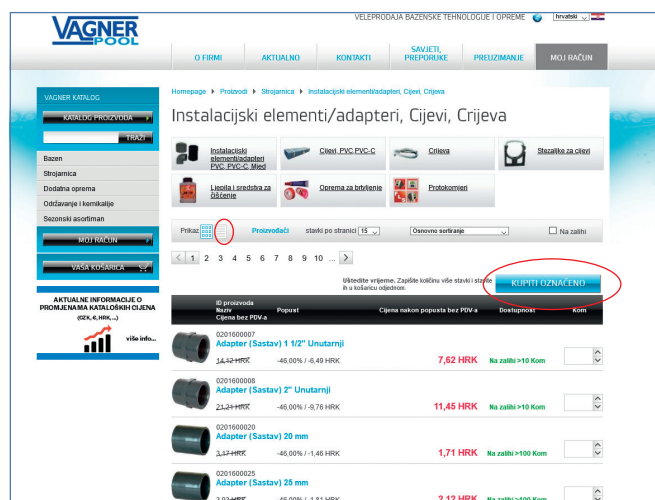 VAGNER
POOL
VELEPRODAJA BAZENSKE TEHNOLOGIJE I OPREME
hrvatski
O FIRMI
AKTUALNO
KONTAKTI
SAVJETI,
PREPORUKE
PREUZIMANJE
MOJ RAČUN
VAGNER KATALOG
KATALOG PROIZVODA
TRAŽI
Bazen
Strojarnica
Dodatna oprema
Održavanje i kemikalije
Sezonski asortiman
MOJ RAČUN
VAŠA KOŠARICA
AKTUALNE INFORMACIJE O
PROMJENAMA KATALOŠKIH CIJENA
(CZK, €, HRK,...)
više info...
Homepage Proizvodi Strojarnica Instalacijski elementi/adapteri, Cijevi, Crijeva
Instalacijski elementi/adapteri, Cijevi, Crijeva
Instalacijski
elementi/adapteri
PVC, PVC-C, Mjed
Cijevi, PVC,PVC-C
Crijeva
Stezaljke za cijevi
Ljepila i sredstva za
čišćenje
Oprema za brtvljenje
Protokomjeri
Prikaz
Proizvođači
stavki po stranici 15
Osnovno sortiranje
Na zalihi
< 1 2 3 4 5 6 7 8 9 10 ... >
Uštedite vrijeme. Zapišite količinu više stavki i stavite
ih u košaricu odjednom.
KUPITI OZNAČENO
ID proizvoda
Naziv
Cijena bez PDV-a
Popust
Cijena nakon popusta bez PDV-a
Dostupnost
Kom
0201600007
Adapter (Sastav) 1 1/2" Unutarnji
14,12 HRK -46,00% / -6,49 HRK 7,62 HRK Na zalihi >10 Kom
0201600008
Adapter (Sastav) 2" Unutarnji
21,21 HRK -46,00% / -9,76 HRK 11,45 HRK Na zalihi >10 Kom
0201600020
Adapter (Sastav) 20 mm
3,17 HRK -46,00% / -1,46 HRK 1,71 HRK Na zalihi >100 Kom
0201600025
Adapter (Sastav) 25 mm
3,93 HRK -46,00% / -1,81 HRK 2,12 HRK Na zalihi >100 Kom